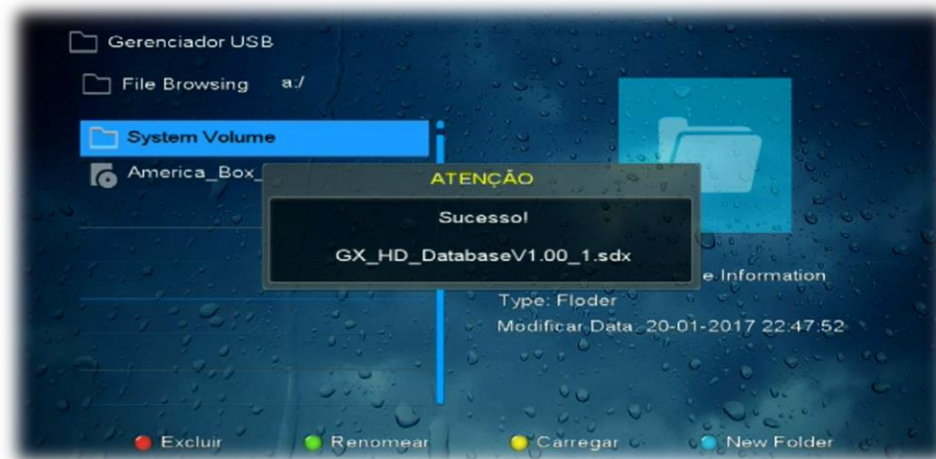 Gerenciador USB
File Browsing a:/
System Volume
America_Box_
ATENÇÃO
Sucesso!
GX_HD_DatabaseV1.00_1.sdx
e Information
Type: Floder
Modificar Data: 20-01-2017 22:47:52
Excluir Renomear Carregar New Folder